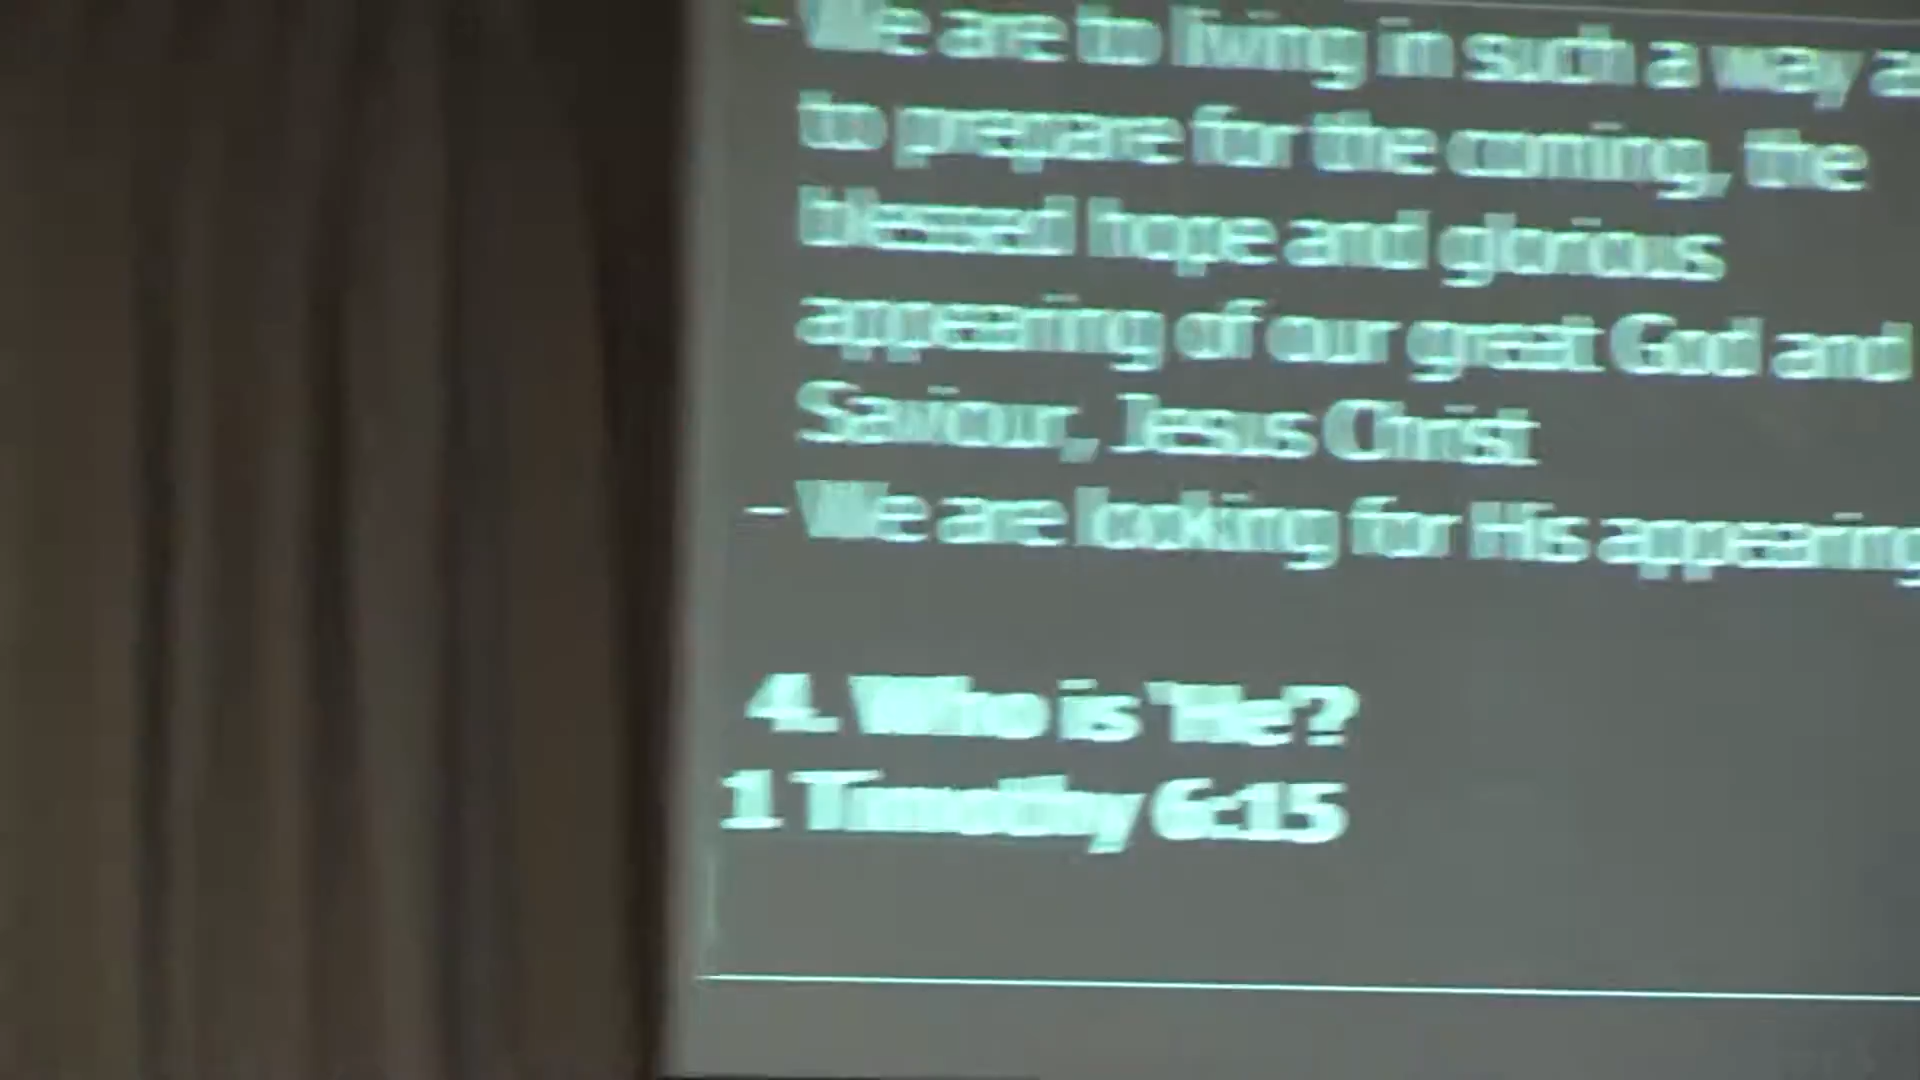 - We are to living in such a way a
to prepare for the coming, the
blessed hope and glorious
appearing of our great God and
Saviour, Jesus Christ
- We are looking for His appearing
4. Who is 'He'?
1 Timothy 6:15